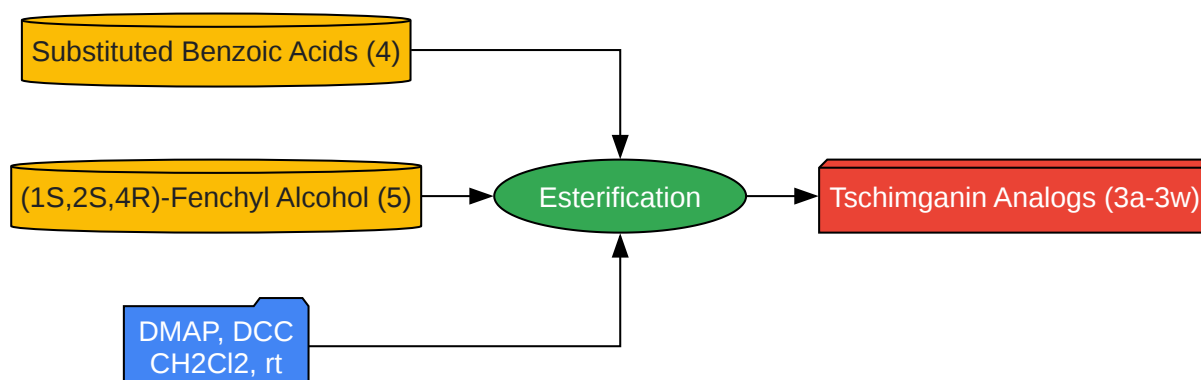 Substituted Benzoic Acids (4)
(1S,2S,4R)-Fenchyl Alcohol (5)
Esterification
Tschimganin Analogs (3a-3w)
DMAP, DCC
CH2Cl2, rt